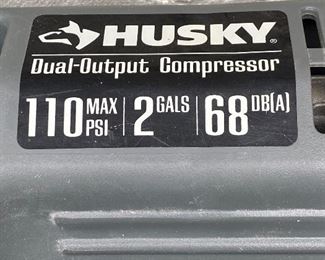 HUSKY®
Dual-Output Compressor
110 MAX PSI | 2 GALS | 68 DB(A)